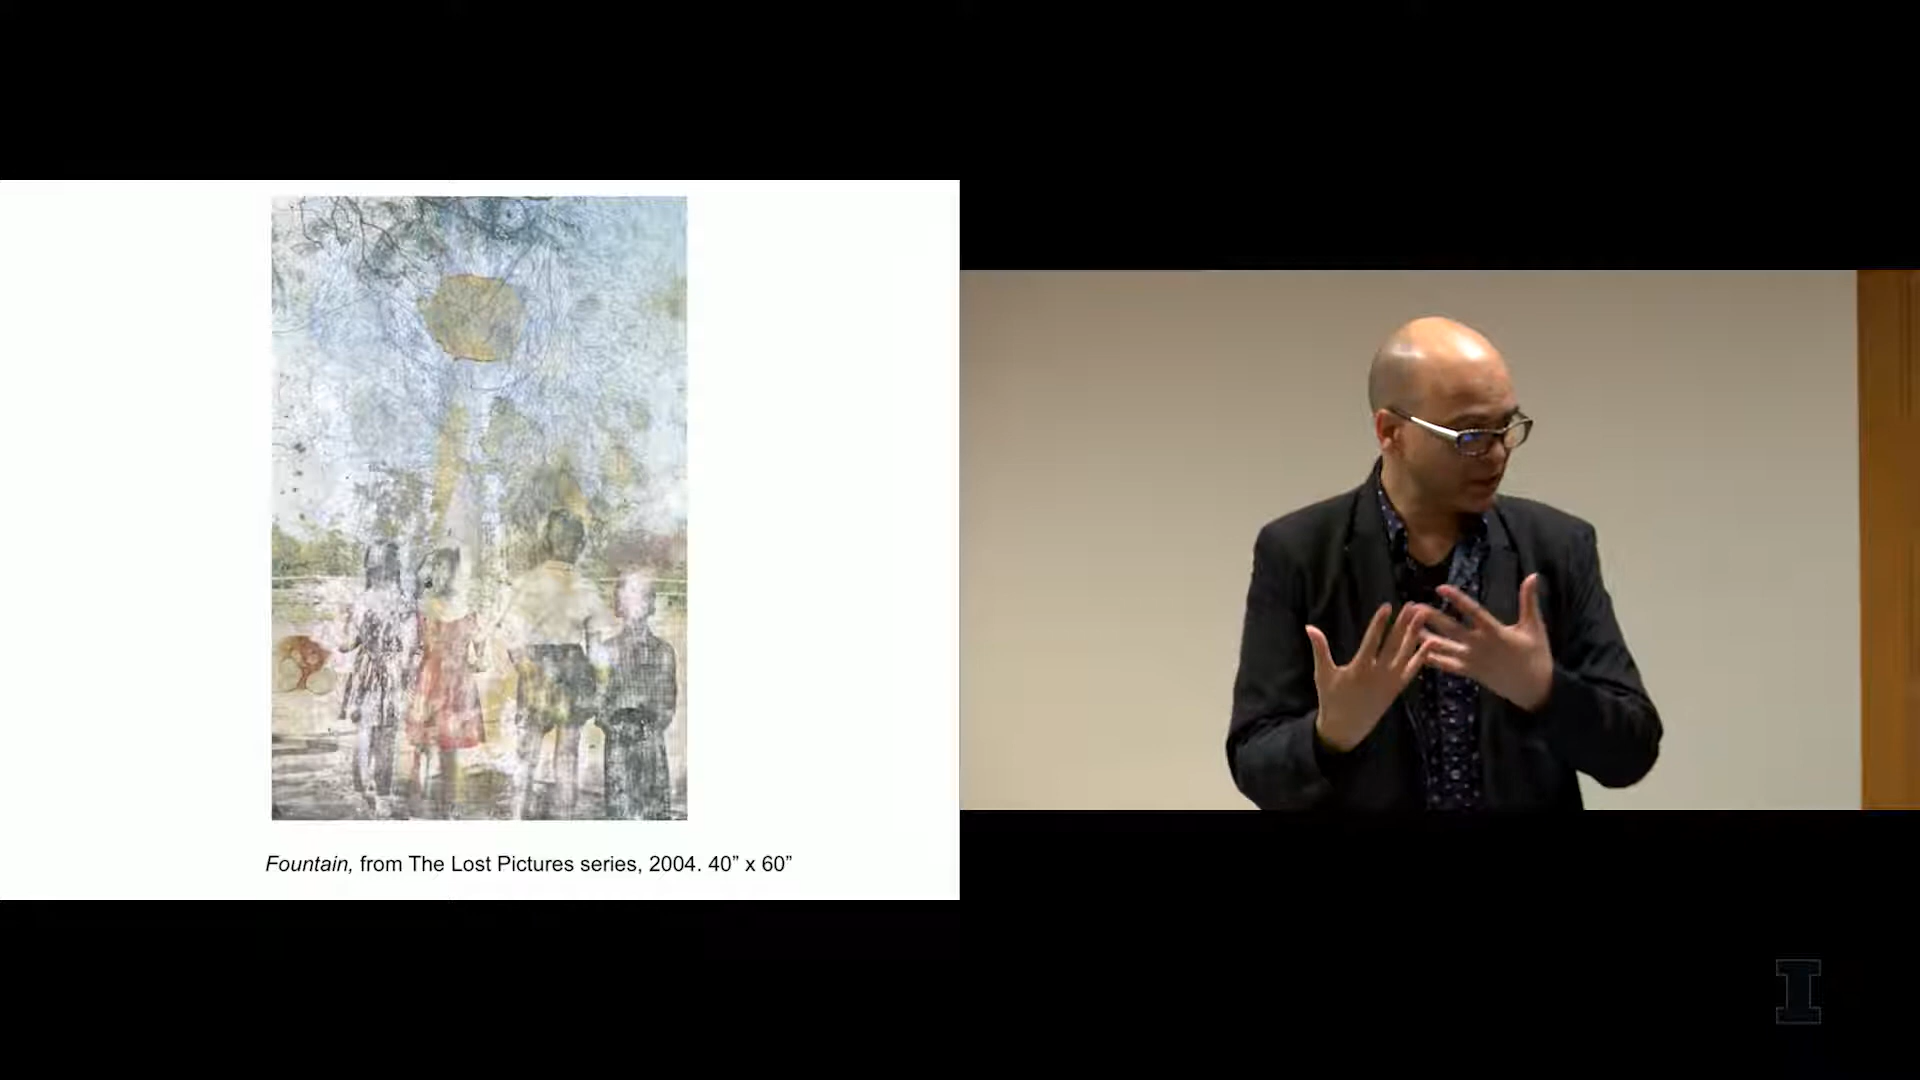 Fountain, from The Lost Pictures series, 2004. 40” x 60”
I